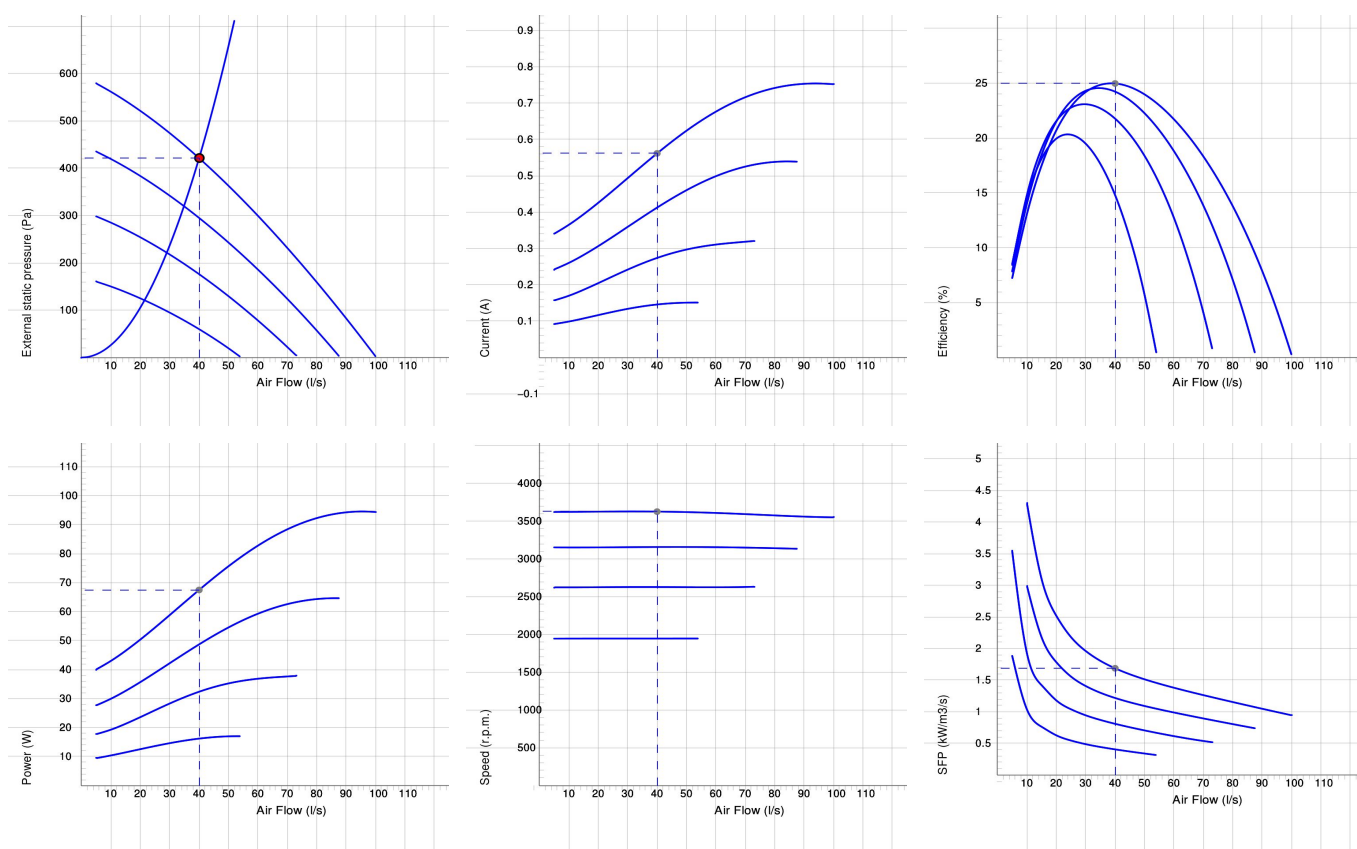 600
500
400
300
200
100
External static pressure (Pa)
10 20 30 40 50 60 70 80 90 100 110
Air Flow (l/s)
0.9
0.8
0.7
0.6
0.5
0.4
0.3
0.2
0.1
−0.1
Current (A)
10 20 30 40 50 60 70 80 90 100 110
Air Flow (l/s)
25
20
15
10
5
Efficiency (%)
10 20 30 40 50 60 70 80 90 100 110
Air Flow (l/s)
110
100
90
80
70
60
50
40
30
20
10
Power (W)
10 20 30 40 50 60 70 80 90 100 110
Air Flow (l/s)
4000
3500
3000
2500
2000
1500
1000
500
Speed (r.p.m.)
10 20 30 40 50 60 70 80 90 100 110
Air Flow (l/s)
5
4.5
4
3.5
3
2.5
2
1.5
1
0.5
SFP (kW/m3/s)
10 20 30 40 50 60 70 80 90 100 110
Air Flow (l/s)